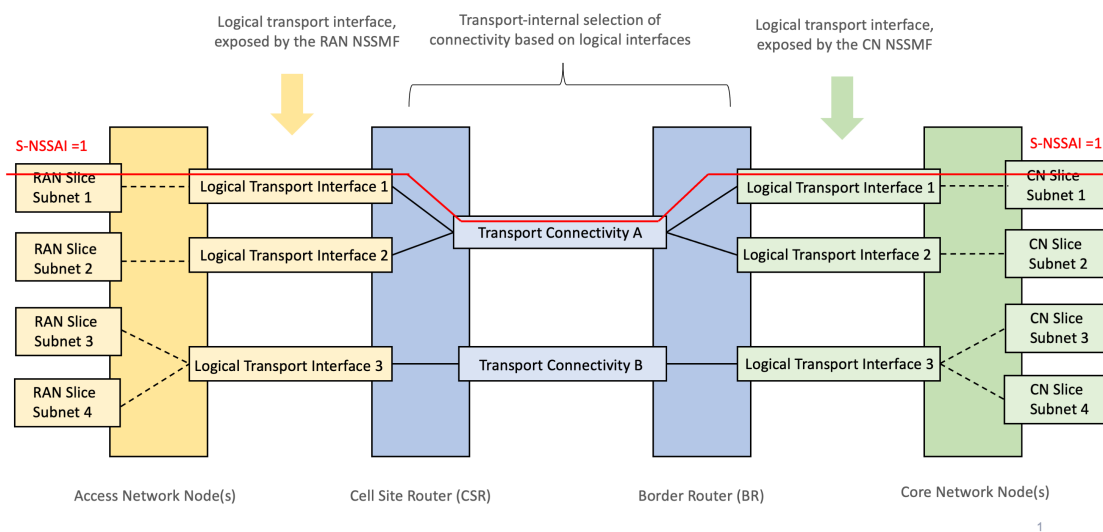 Logical transport interface,
exposed by the RAN NSSMF
Transport-internal selection of
connectivity based on logical interfaces
Logical transport interface,
exposed by the CN NSSMF
S-NSSAI =1
S-NSSAI =1
RAN Slice
Subnet 1
Logical Transport Interface 1
Logical Transport Interface 1
CN Slice
Subnet 1
Transport Connectivity A
RAN Slice
Subnet 2
Logical Transport Interface 2
Logical Transport Interface 2
CN Slice
Subnet 2
RAN Slice
Subnet 3
CN Slice
Subnet 3
Logical Transport Interface 3
Transport Connectivity B
Logical Transport Interface 3
RAN Slice
Subnet 4
CN Slice
Subnet 4
Access Network Node(s)
Cell Site Router (CSR)
Border Router (BR)
Core Network Node(s)
1